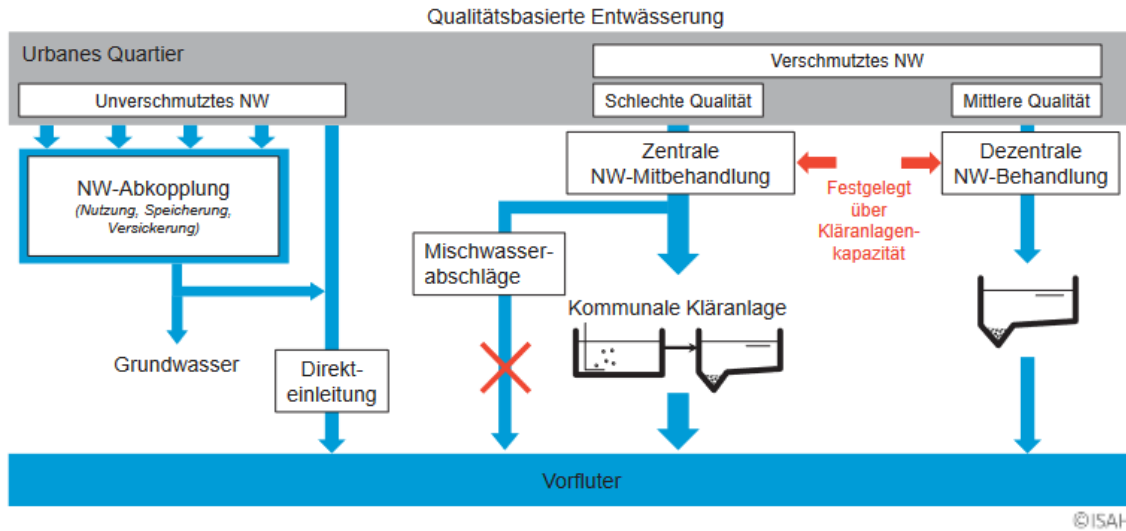 Qualitätsbasierte Entwässerung
Urbanes Quartier
Verschmutztes NW
Unverschmutztes NW
Schlechte Qualität
Mittlere Qualität
NW-Abkopplung
(Nutzung, Speicherung,
Versickerung)
Zentrale
NW-Mitbehandlung
Dezentrale
NW-Behandlung
Festgelegt
über
Kläranlagen-
kapazität
Mischwasser-
abschläge
Kommunale Kläranlage
Grundwasser
Direkt-
einleitung
Vorfluter
©ISAH